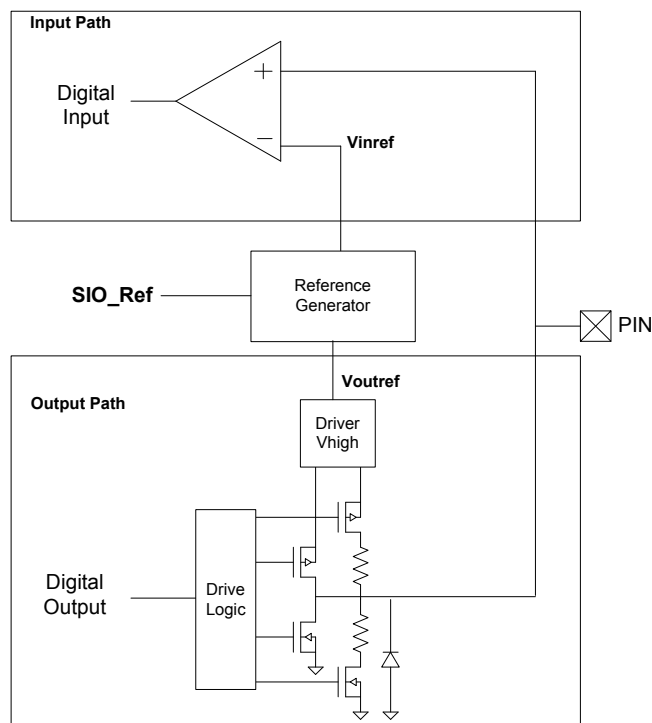 Input Path
+
Digital
Input
−
Vinref
Reference
Generator
SIO_Ref
PIN
Voutref
Output Path
Driver
Vhigh
Digital
Output
Drive
Logic